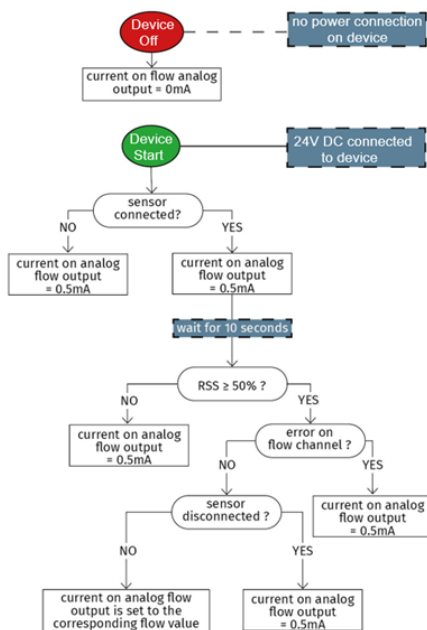 Device
Off
no power connection
on device
current on flow analog
output = 0mA
Device
Start
24V DC connected
to device
sensor
connected?
NO
YES
current on analog
flow output
= 0.5mA
current on analog
flow output
= 0.5mA
wait for 10 seconds
RSS ≥ 50% ?
NO
YES
current on analog
flow output
= 0.5mA
error on
flow channel ?
NO
YES
sensor
disconnected ?
current on analog
flow output
= 0.5mA
NO
YES
current on analog flow
output is set to the
corresponding flow value
current on analog
flow output
= 0.5mA